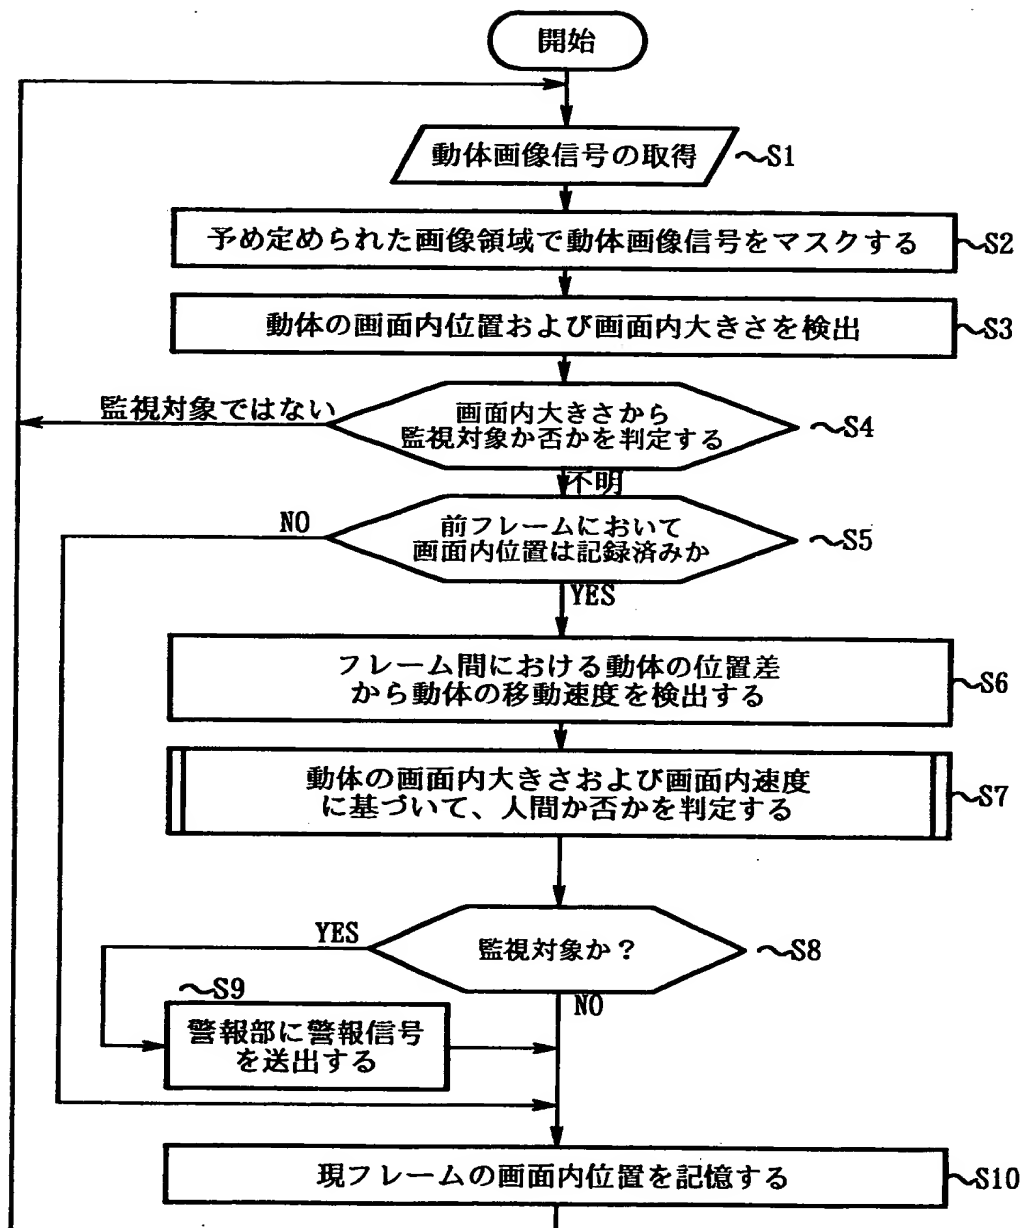 開始
動体画像信号の取得
~S1
予め定められた画像領域で動体画像信号をマスクする
~S2
動体の画面内位置および画面内大きさを検出
~S3
監視対象ではない
画面内大きさから
監視対象か否かを判定する
~S4
不明
NO
前フレームにおいて
画面内位置は記録済みか
~S5
YES
フレーム間における動体の位置差
から動体の移動速度を検出する
~S6
動体の画面内大きさおよび画面内速度
に基づいて、人間か否かを判定する
~S7
YES
監視対象か？
~S8
NO
~S9
警報部に警報信号
を送出する
現フレームの画面内位置を記憶する
~S10